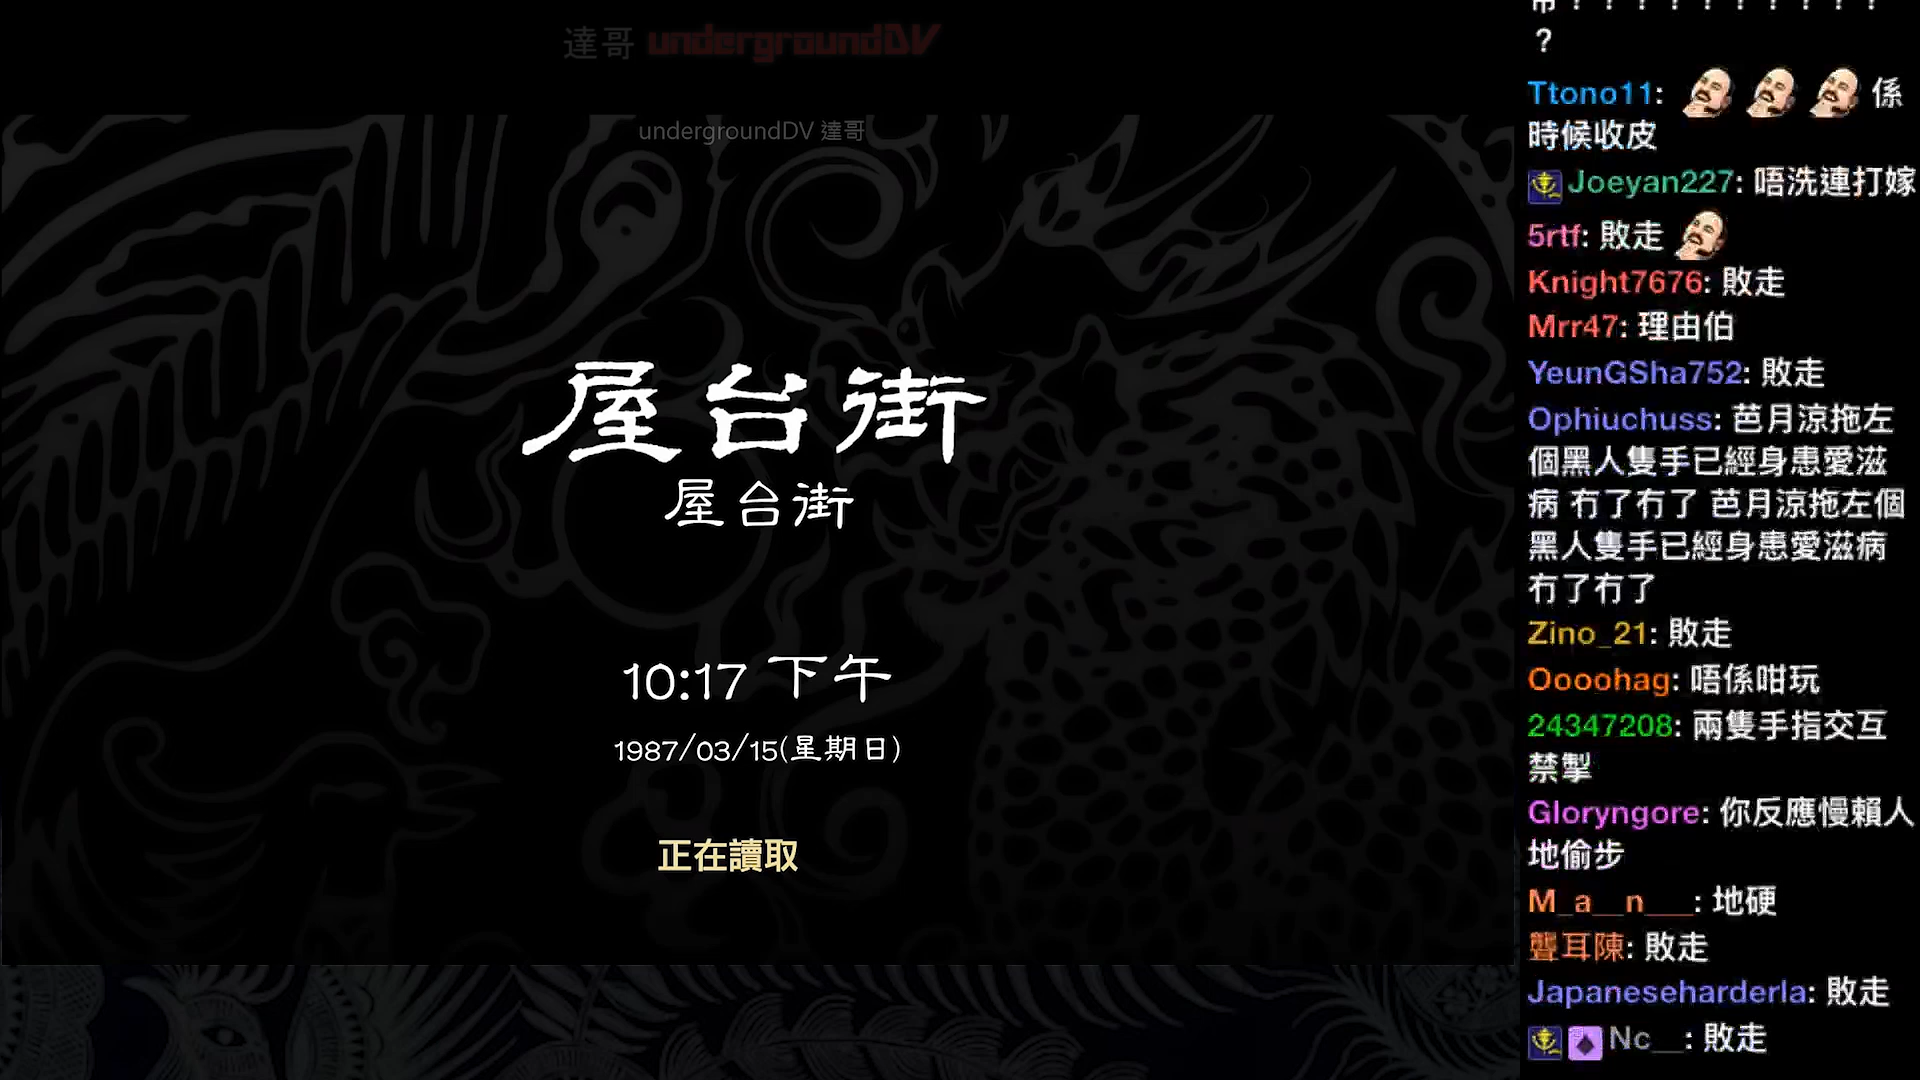 達哥 undergroundDV
undergroundDV 達哥
屋台街
屋台街
10:17 下午
1987/03/15(星期日)
正在讀取
？？？？？？？？？？
？
Ttono11: 係
時候收皮
Joeyan227: 唔洗連打嫁
5rtf: 敗走
Knight7676: 敗走
Mrr47: 理由伯
YeunGSha752: 敗走
Ophiuchuss: 芭月涼拖左
個黑人隻手已經身患愛滋
病 冇了冇了 芭月涼拖左個
黑人隻手已經身患愛滋病
冇了冇了
Zino_21: 敗走
Oooohag: 唔係咁玩
24347208: 兩隻手指交互
禁掣
Gloryngore: 你反應慢賴人
地偷步
M_a__n___: 地硬
聾耳陳: 敗走
Japaneseharderla: 敗走
Nc__: 敗走